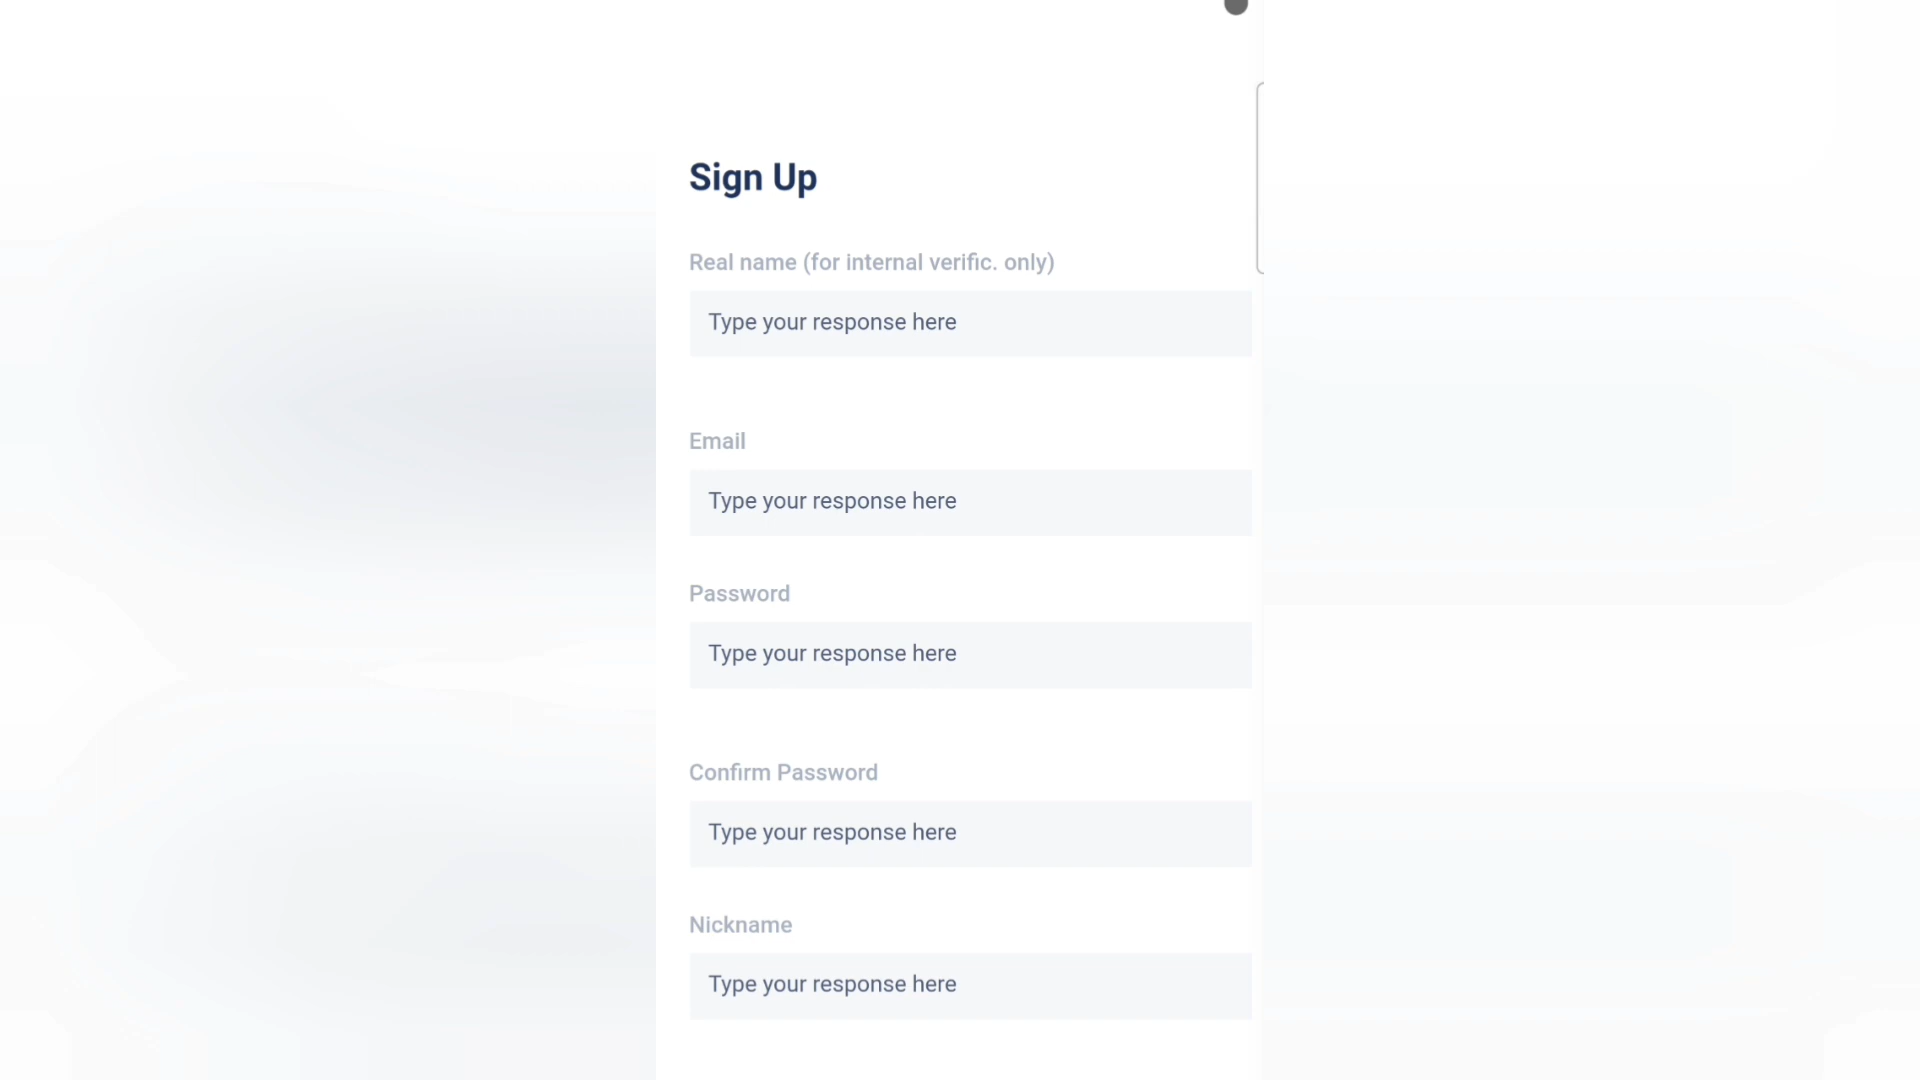 Sign Up
Real name (for internal verific. only)
Type your response here
Email
Type your response here
Password
Type your response here
Confirm Password
Type your response here
Nickname
Type your response here